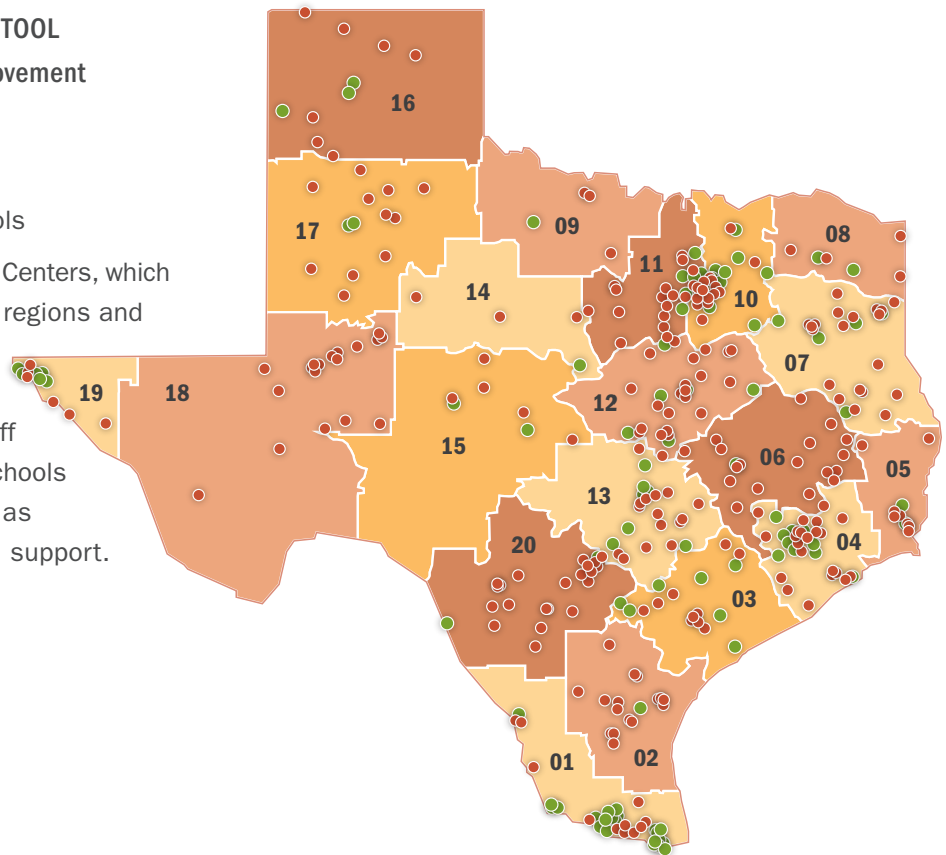 TOOL
ovement
ols
Centers, which
regions and
ff
chools
as
support.
16
17
09
08
11
10
14
07
19
18
12
15
06
05
13
04
20
03
01
02